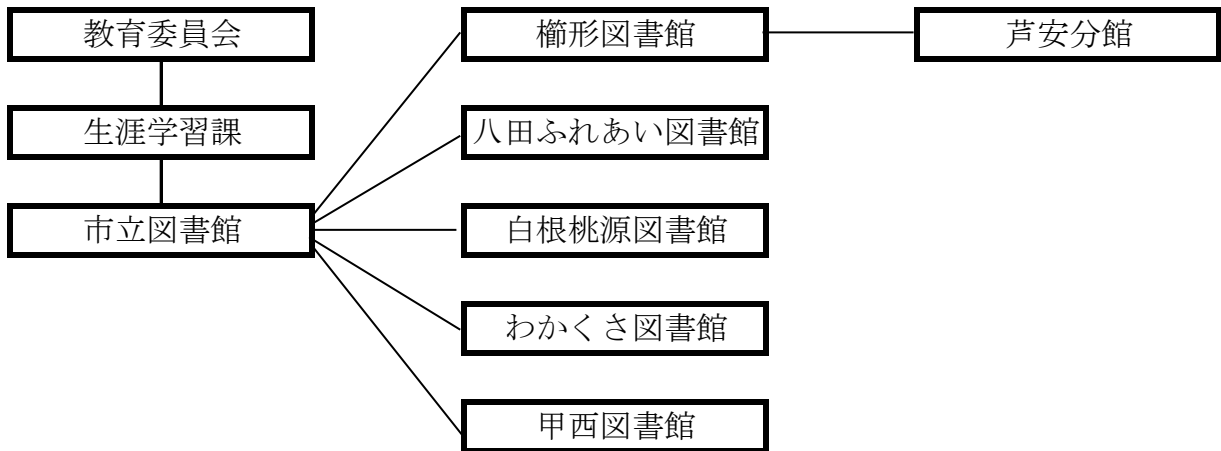 教育委員会
生涯学習課
市立図書館
櫛形図書館
芦安分館
八田ふれあい図書館
白根桃源図書館
わかくさ図書館
甲西図書館